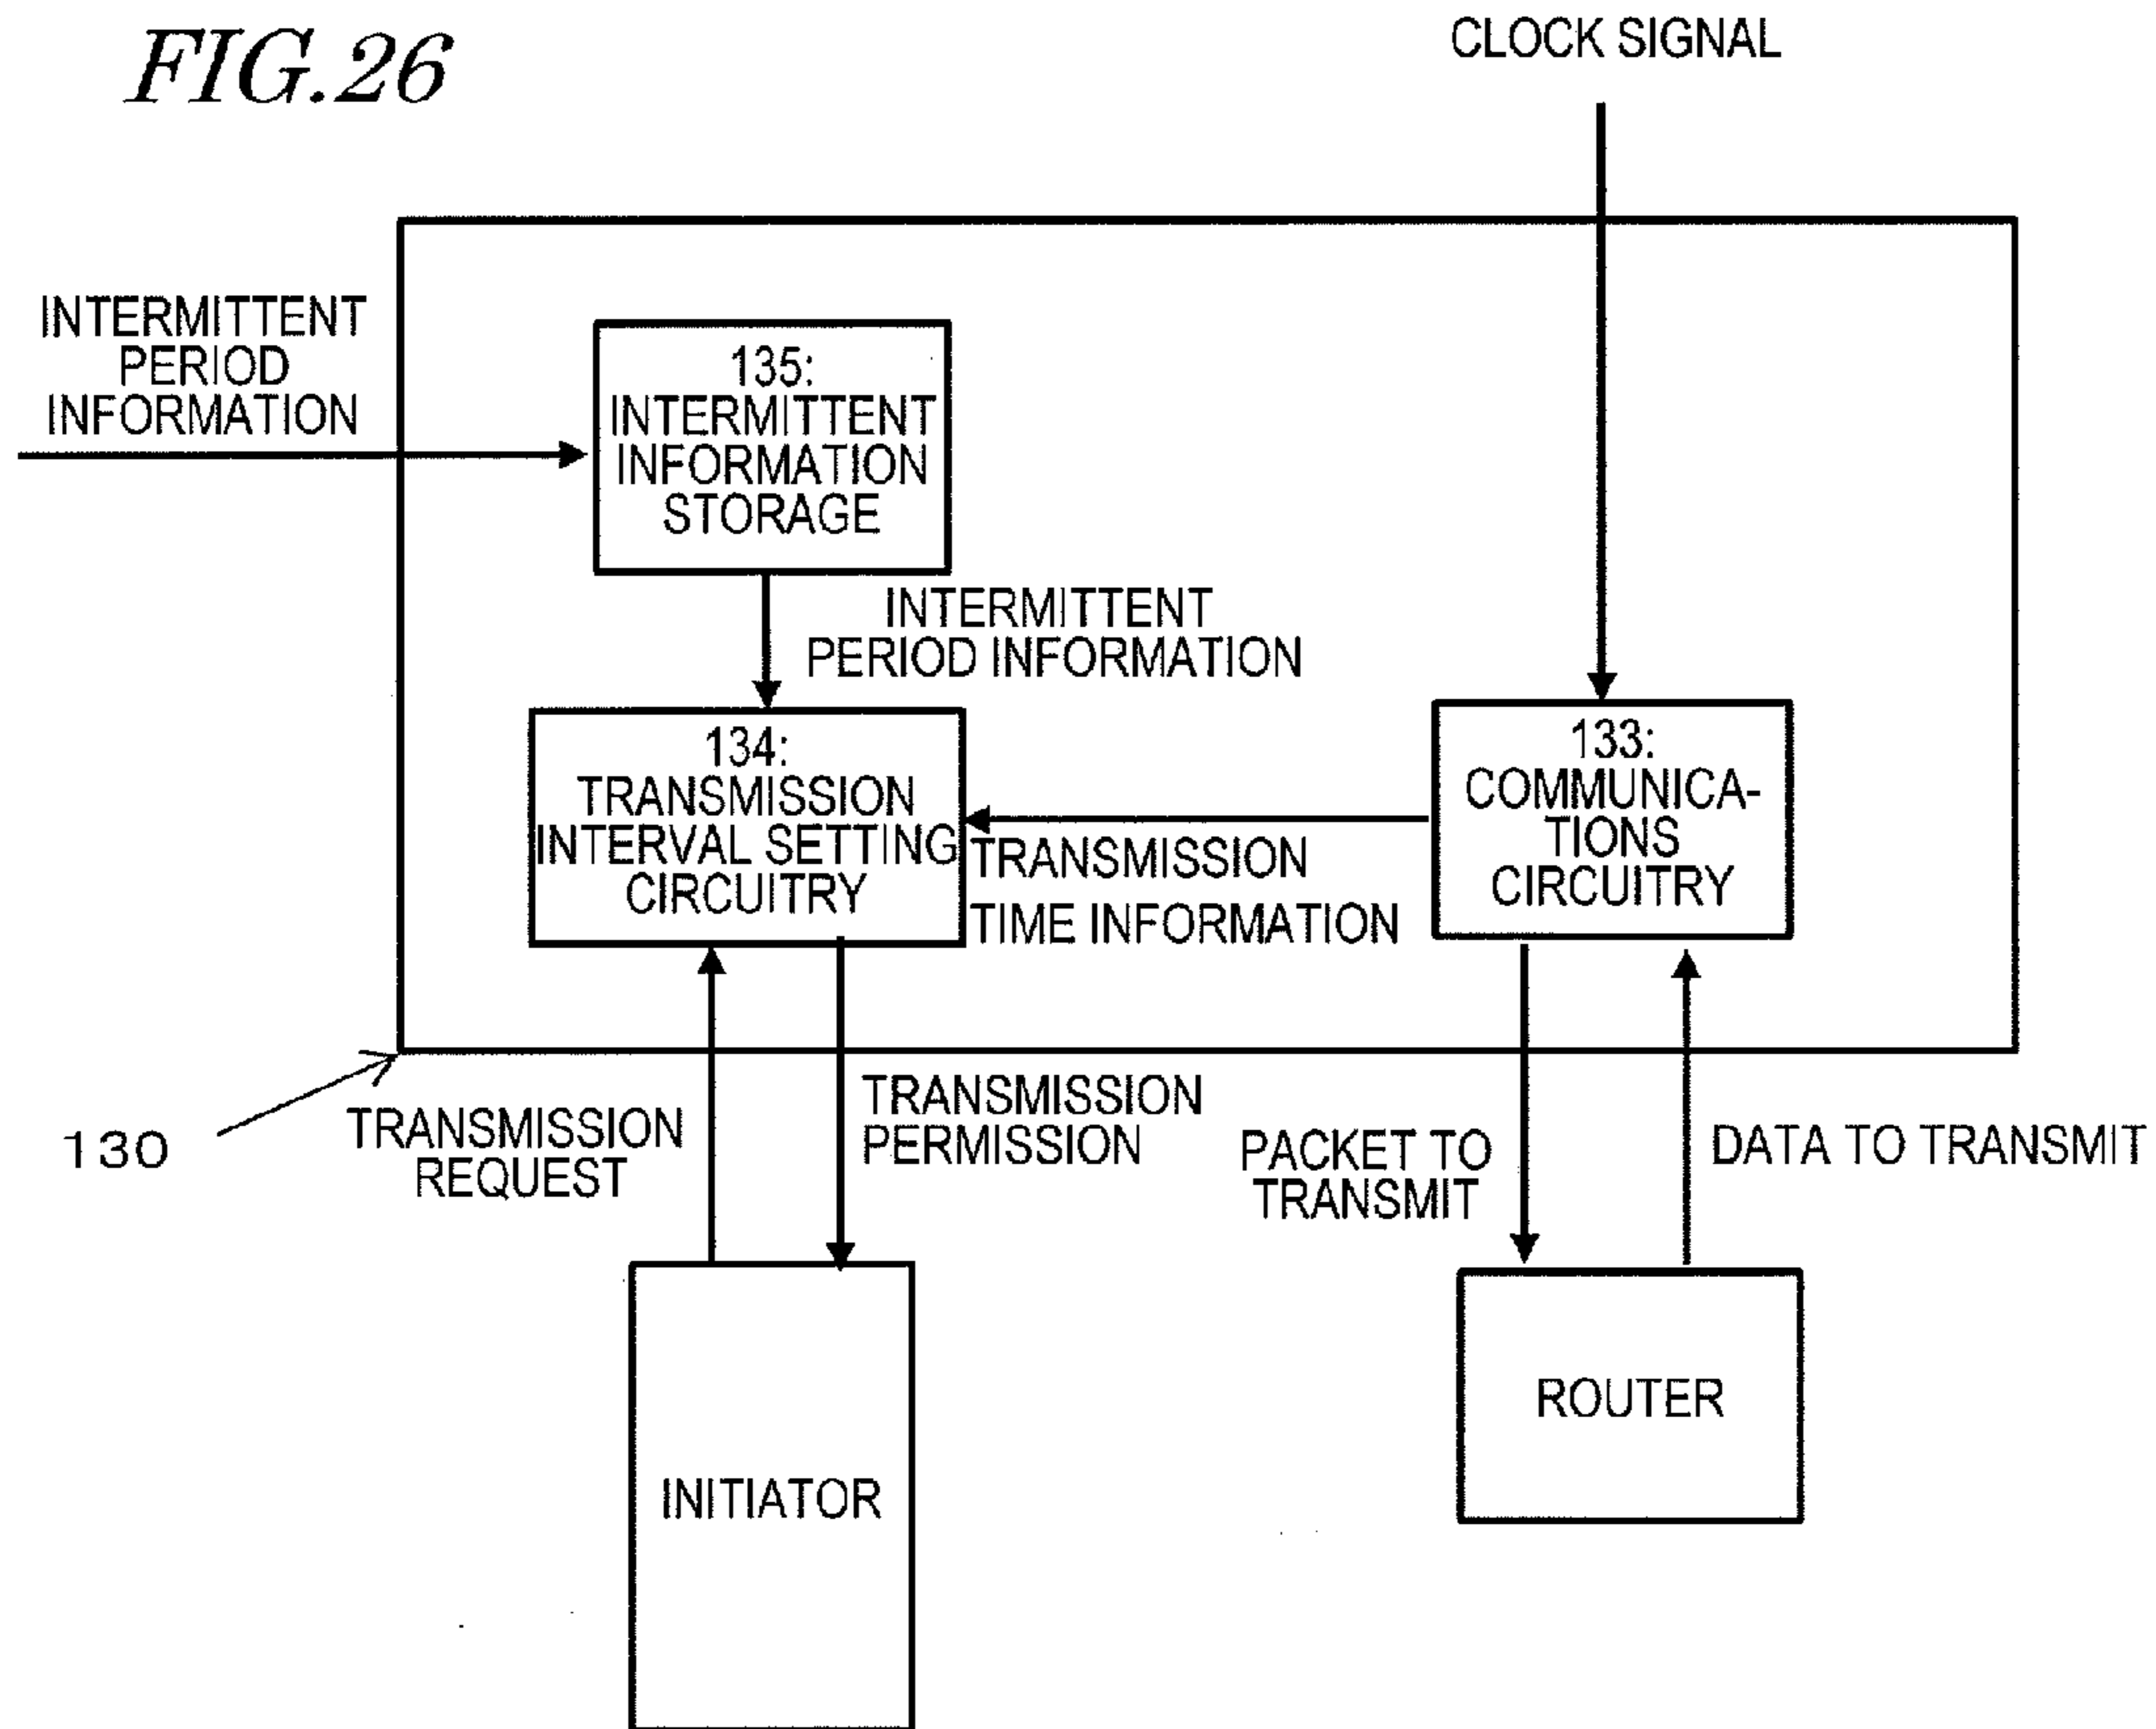 FIG.26
CLOCK SIGNAL
INTERMITTENT
PERIOD
INFORMATION
135:
INTERMITTENT
INFORMATION
STORAGE
INTERMITTENT
PERIOD INFORMATION
134:
TRANSMISSION
INTERVAL SETTING
CIRCUITRY
TRANSMISSION
TIME INFORMATION
133:
COMMUNICA-
TIONS
CIRCUITRY
130
TRANSMISSION
REQUEST
TRANSMISSION
PERMISSION
PACKET TO
TRANSMIT
DATA TO TRANSMIT
INITIATOR
ROUTER